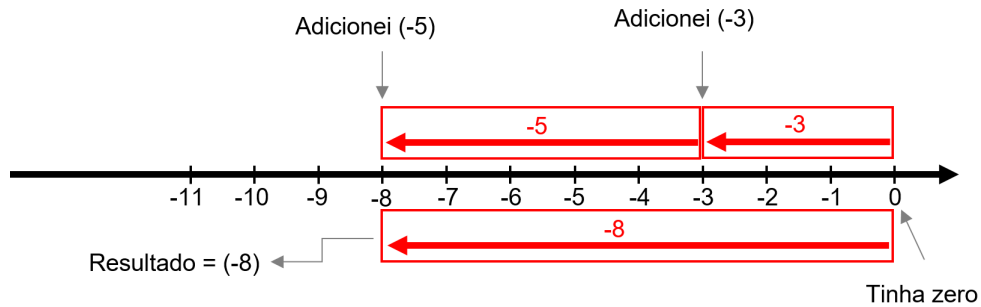 Adicionei (-5)
Adicionei (-3)
-5
-3
-11 -10 -9 -8 -7 -6 -5 -4 -3 -2 -1 0
-8
Resultado = (-8)
Tinha zero